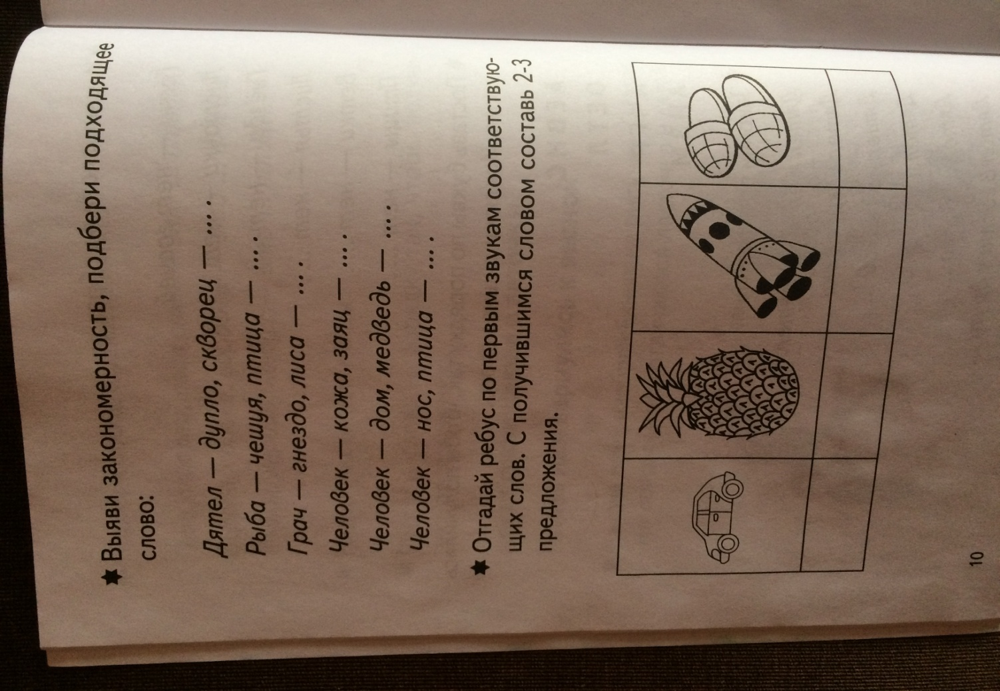 Выяви закономерность, подбери подходящее
слово:
Дятел — дупло, скворец — ... .
Рыба — чешуя, птица — ... .
Грач — гнездо, лиса — ... .
Человек — кожа, заяц — ... .
Человек — дом, медведь — ... .
Человек — нос, птица — ... .
Отгадай ребус по первым звукам соответствую-
щих слов. С получившимся словом составь 2-3
предложения.
10